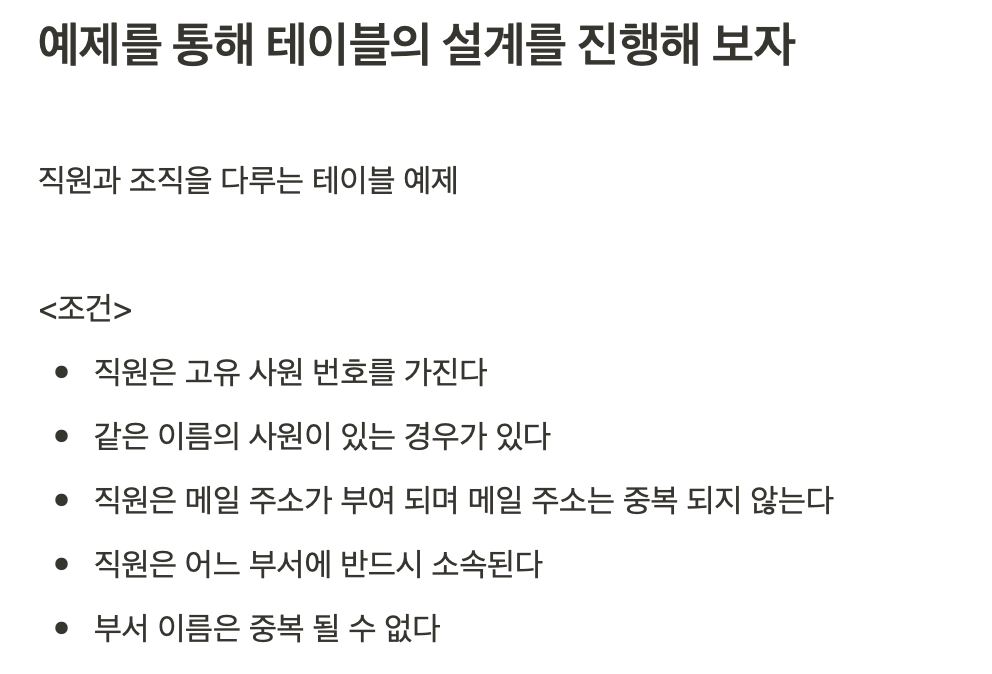 예제를 통해 테이블의 설계를 진행해 보자
직원과 조직을 다루는 테이블 예제
<조건>
• 직원은 고유 사원 번호를 가진다
• 같은 이름의 사원이 있는 경우가 있다
• 직원은 메일 주소가 부여 되며 메일 주소는 중복 되지 않는다
• 직원은 어느 부서에 반드시 소속된다
• 부서 이름은 중복 될 수 없다